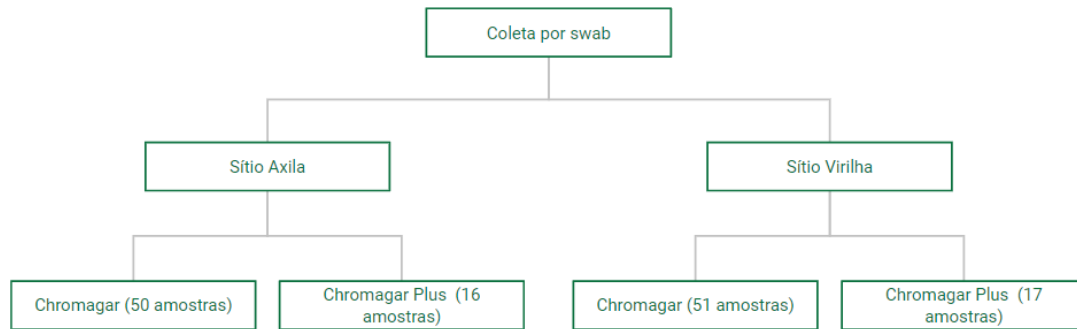 Coleta por swab
Sítio Axila
Sítio Virilha
Chromagar (50 amostras)
Chromagar Plus (16
amostras)
Chromagar (51 amostras)
Chromagar Plus (17
amostras)